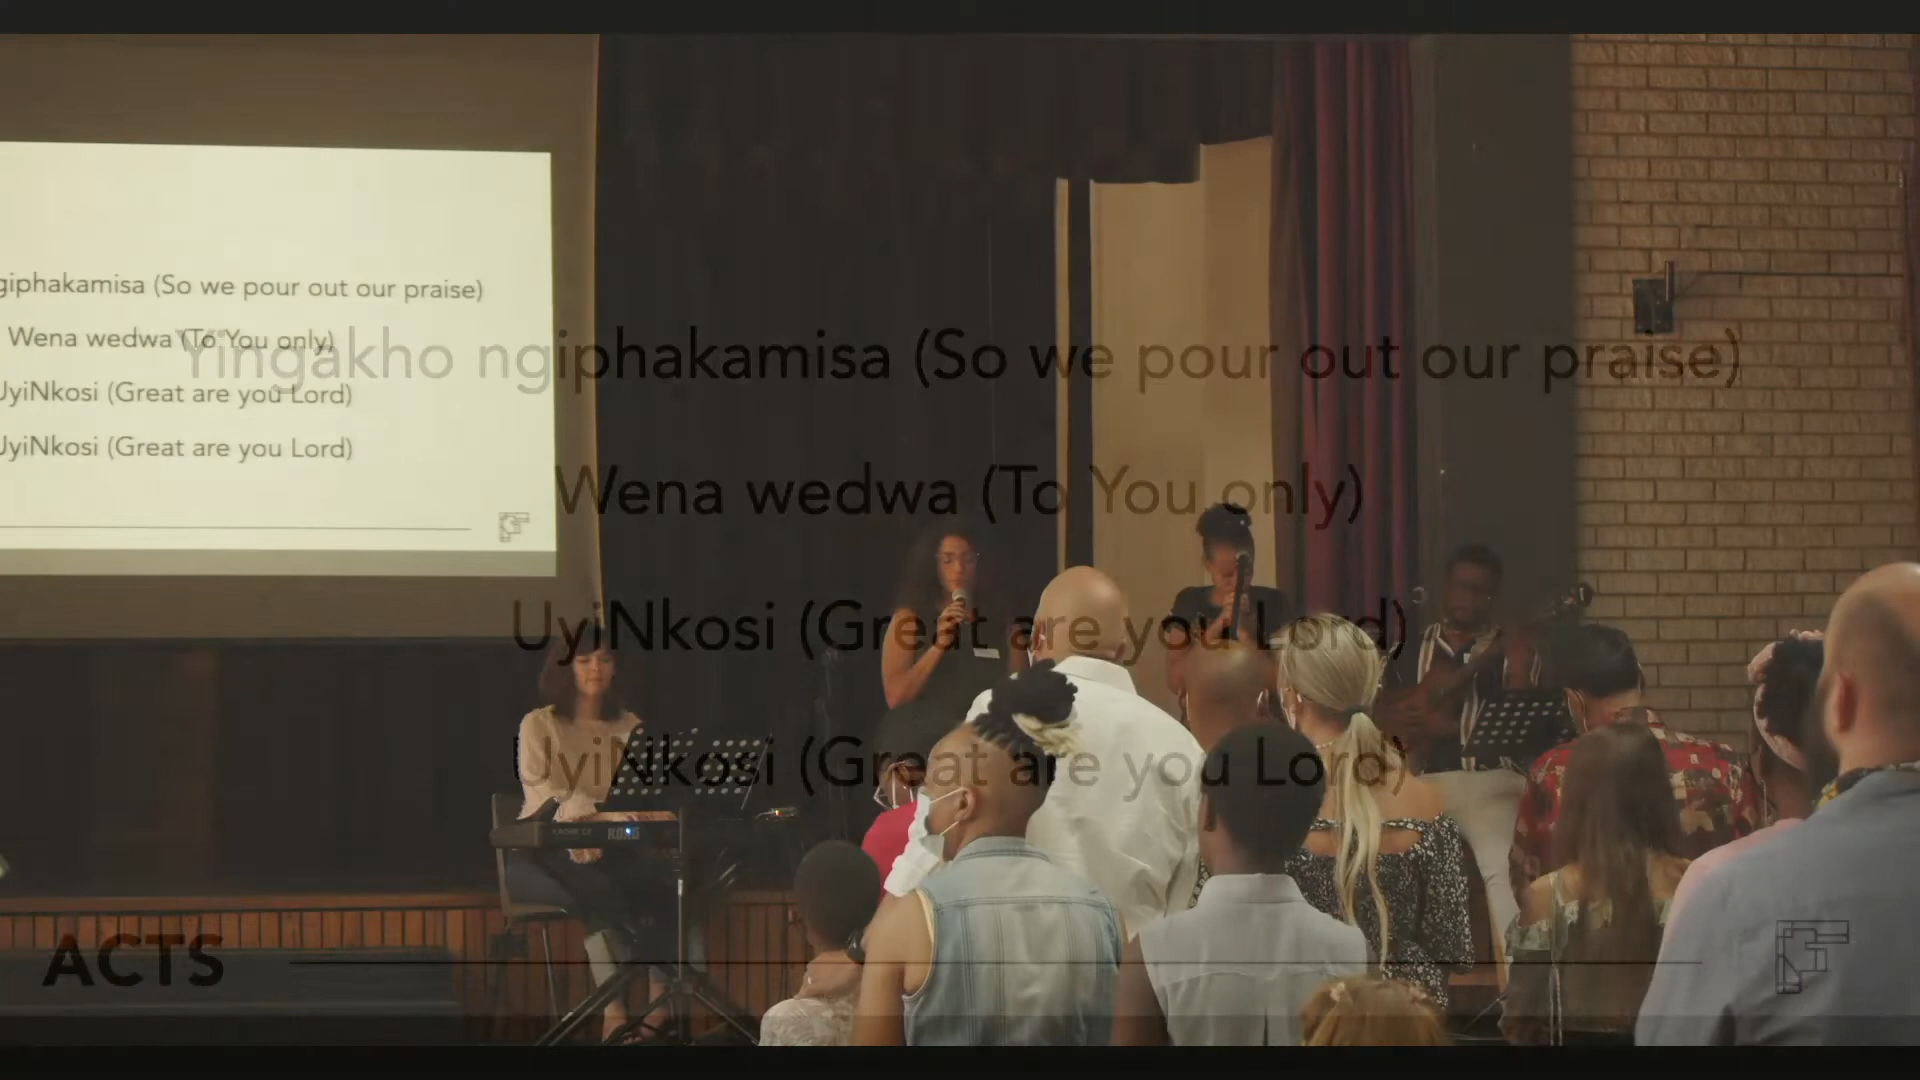 giphakamisa (So we pour out our praise)
Wena wedwa (To You only)
UyiNkosi (Great are you Lord)
UyiNkosi (Great are you Lord)
Yingakho ngiphakamisa (So we pour out our praise)
Wena wedwa (To You only)
UyiNkosi (Great are you Lord)
UyiNkosi (Great are you Lord)
KORG
ACTS